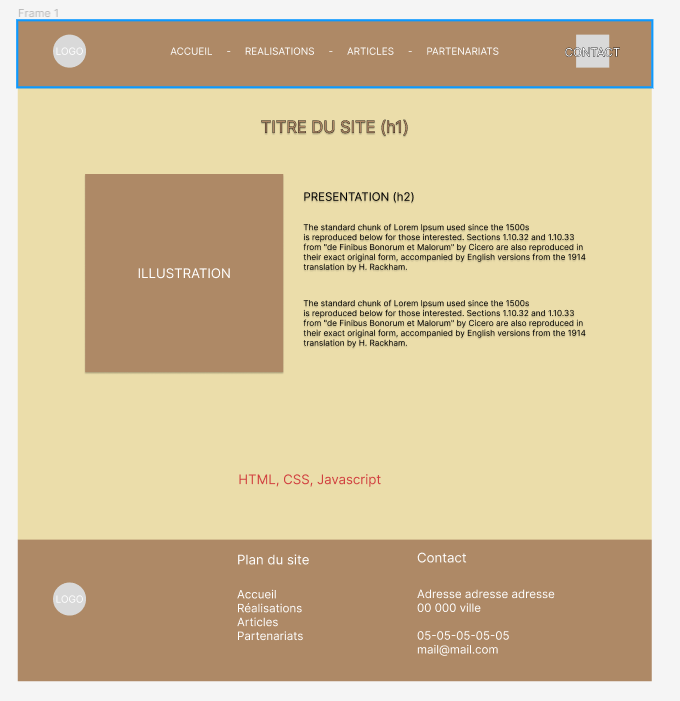 Frame 1
LOGO
ACCUEIL - REALISATIONS - ARTICLES - PARTENARIATS
CONTACT
TITRE DU SITE (h1)
ILLUSTRATION
PRESENTATION (h2)
The standard chunk of Lorem Ipsum used since the 1500s
is reproduced below for those interested. Sections 1.10.32 and 1.10.33
from "de Finibus Bonorum et Malorum" by Cicero are also reproduced in
their exact original form, accompanied by English versions from the 1914
translation by H. Rackham.
The standard chunk of Lorem Ipsum used since the 1500s
is reproduced below for those interested. Sections 1.10.32 and 1.10.33
from "de Finibus Bonorum et Malorum" by Cicero are also reproduced in
their exact original form, accompanied by English versions from the 1914
translation by H. Rackham.
HTML, CSS, Javascript
LOGO
Plan du site
Accueil
Réalisations
Articles
Partenariats
Contact
Adresse adresse adresse
00 000 ville
05-05-05-05-05
mail@mail.com